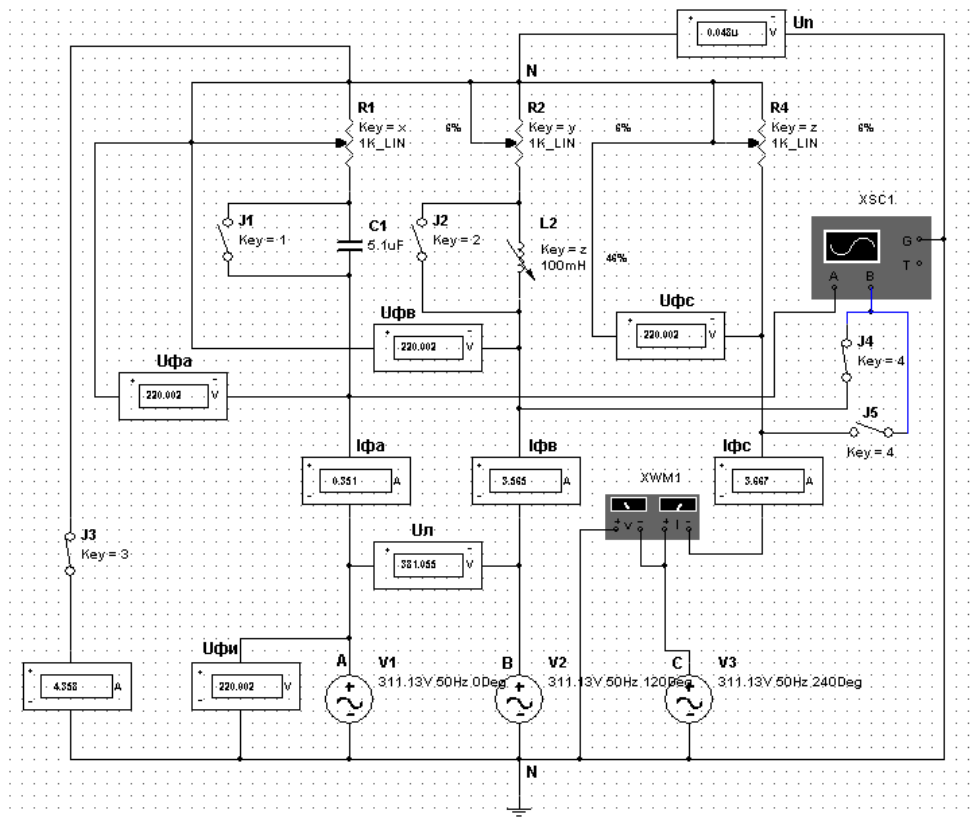 Un
0.048u V
N
R1
Key = x 6%
1K_LIN
R2
Key = y 6%
1K_LIN
R4
Key = z 6%
1K_LIN
XSC1
G
T
A B
J1
Key = 1
C1
5.1uF
J2
Key = 2
L2
Key = z
100mH 46%
Uфв
220.002 V
Uфс
220.002 V
J4
Key = 4
Uфа
220.002 V
J5
Key = 4
Iфа
0.351 A
Iфв
3.565 A
Iфс
3.667 A
XWM1
V I
J3
Key = 3
Uл
381.055 V
Uфи
220.002 V
4.358 A
A V1
311.13V 50Hz 0Deg
B V2
311.13V 50Hz 120Deg
C V3
311.13V 50Hz 240Deg
N